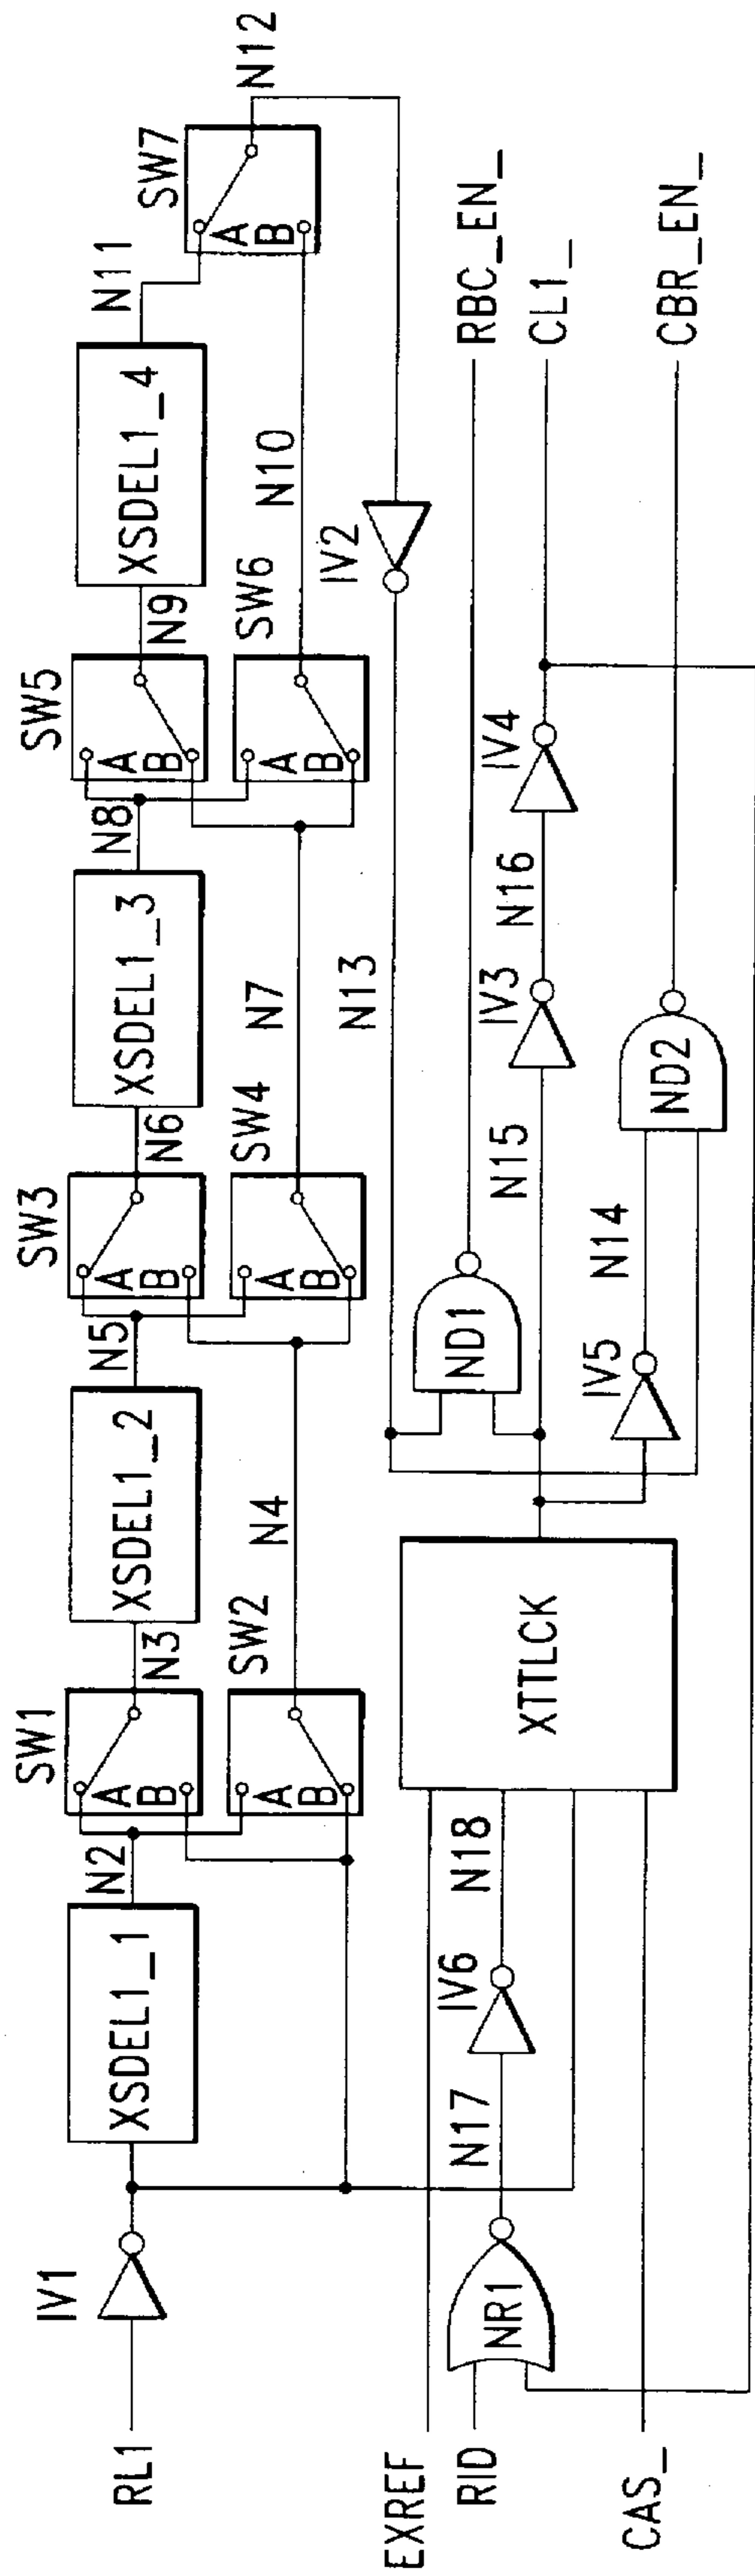 RL1
IV1
XSDEL1_1
N2
SW1
A
B
N3
XSDEL1_2
N5
SW3
A
B
N6
XSDEL1_3
N8
SW5
A
B
N9
XSDEL1_4
N11
SW7
A
B
N12
SW2
A
B
N4
SW4
A
B
N7
SW6
A
B
N10
N13
IV2
EXREF
RID
CAS_
NR1
N17
IV6
N18
XTTLCK
ND1
RBC_EN_
N15
IV3
N16
IV4
CL1_
IV5
N14
ND2
CBR_EN_